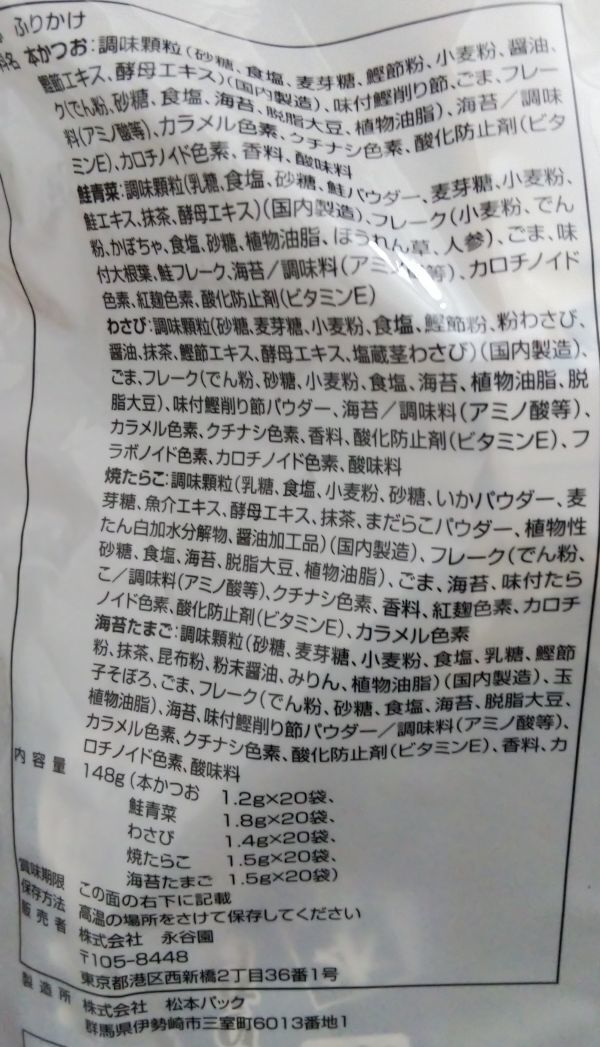 ふりかけ
本かつお：調味顆粒（砂糖、食塩、麦芽糖、鰹節粉、小麦粉、醤油、
鰹節エキス、酵母エキス）（国内製造）、味付鰹削り節、ごま、フレー
ク（でん粉、砂糖、食塩、海苔、脱脂大豆、植物油脂）、海苔／調味
料（アミノ酸等）、カラメル色素、クチナシ色素、酸化防止剤（ビタ
ミンE）、カロチノイド色素、香料、酸味料
鮭青菜：調味顆粒（乳糖、食塩、砂糖、鮭パウダー、麦芽糖、小麦粉、
鮭エキス、抹茶、酵母エキス）（国内製造）、フレーク（小麦粉、でん
粉、かぼちゃ、食塩、砂糖、植物油脂、ほうれん草、人参）、ごま、味
付大根葉、鮭フレーク、海苔／調味料（アミノ酸等）、カロチノイド
色素、紅麹色素、酸化防止剤（ビタミンE）
わさび：調味顆粒（砂糖、麦芽糖、小麦粉、食塩、鰹節粉、粉わさび、
醤油、抹茶、鰹節エキス、酵母エキス、塩蔵茎わさび）（国内製造）、
ごま、フレーク（でん粉、砂糖、小麦粉、食塩、海苔、植物油脂、脱
脂大豆）、味付鰹削り節パウダー、海苔／調味料（アミノ酸等）、
カラメル色素、クチナシ色素、香料、酸化防止剤（ビタミンE）、フ
ラボノイド色素、カロチノイド色素、酸味料
焼たらこ：調味顆粒（乳糖、食塩、小麦粉、砂糖、いかパウダー、麦
芽糖、魚介エキス、酵母エキス、抹茶、まだらこパウダー、植物性
たん白加水分解物、醤油加工品）（国内製造）、フレーク（でん粉、
砂糖、食塩、海苔、脱脂大豆、植物油脂）、ごま、海苔、味付たら
こ／調味料（アミノ酸等）、クチナシ色素、香料、紅麹色素、カロチ
ノイド色素、酸化防止剤（ビタミンE）、カラメル色素
海苔たまご：調味顆粒（砂糖、麦芽糖、小麦粉、食塩、乳糖、鰹節
粉、抹茶、昆布粉、粉末醤油、みりん、植物油脂）（国内製造）、玉
子そぼろ、ごま、フレーク（でん粉、砂糖、食塩、海苔、脱脂大豆、
植物油脂）、海苔、味付鰹削り節パウダー／調味料（アミノ酸等）、
カラメル色素、クチナシ色素、酸化防止剤（ビタミンE）、香料、カ
ロチノイド色素、酸味料
内容量 148g（本かつお 1.2g×20袋、
鮭青菜 1.8g×20袋、
わさび 1.4g×20袋、
焼たらこ 1.5g×20袋、
海苔たまご 1.5g×20袋）
賞味期限 この面の右下に記載
保存方法 高温の場所をさけて保存してください
販売者 株式会社 永谷園
〒105-8448
東京都港区西新橋2丁目36番1号
製造所 株式会社 松本パック
群馬県伊勢崎市三室町6013番地1